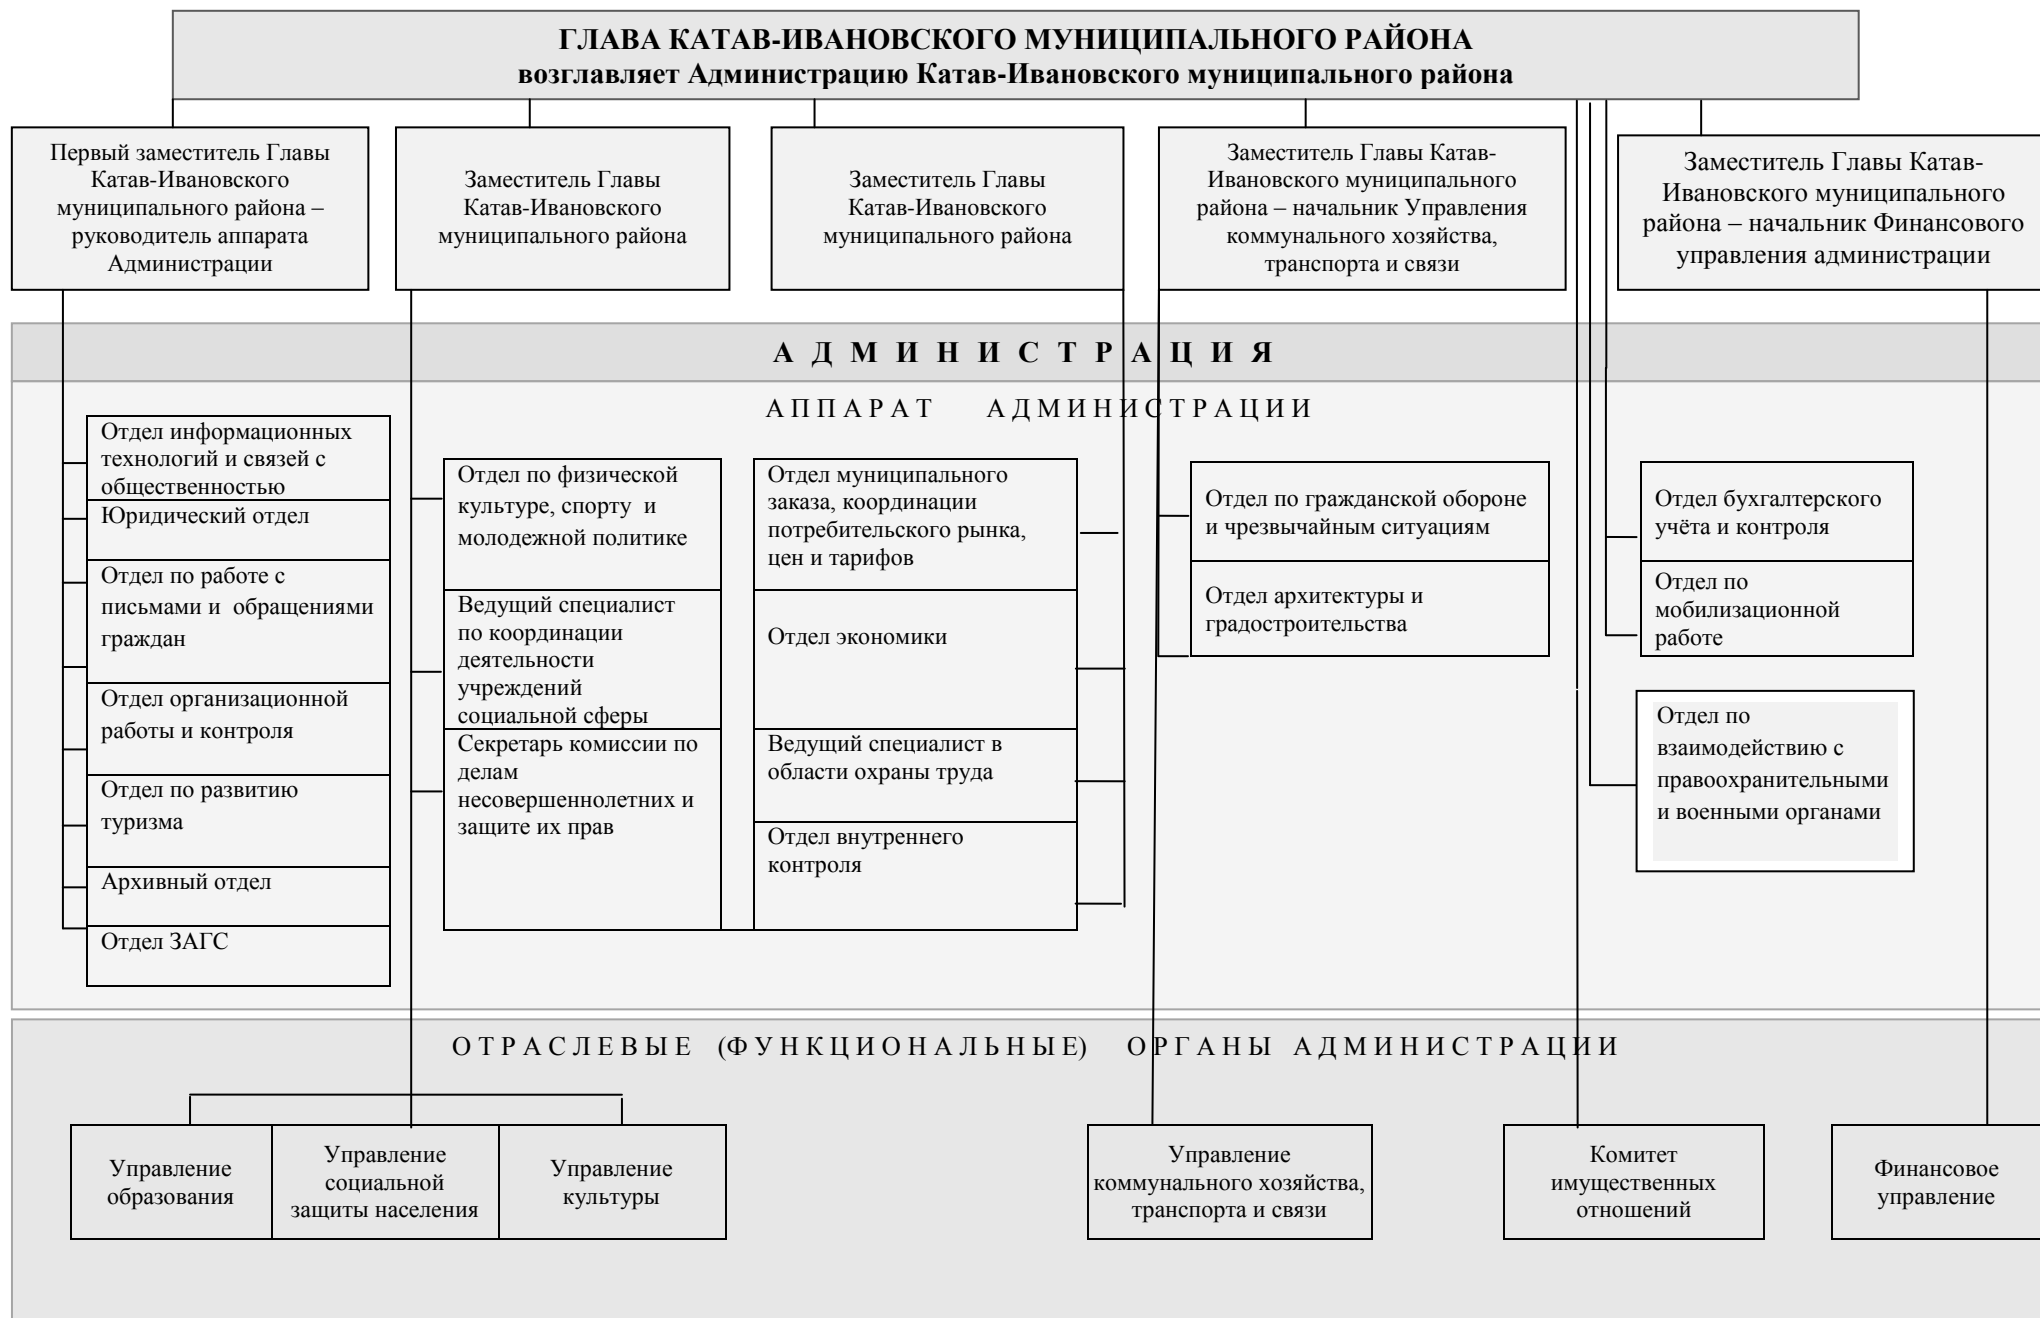 ГЛАВА КАТАВ-ИВАНОВСКОГО МУНИЦИПАЛЬНОГО РАЙОНА
возглавляет Администрацию Катав-Ивановского муниципального района
Первый заместитель Главы
Катав-Ивановского
муниципального района –
руководитель аппарата
Администрации
Заместитель Главы
Катав-Ивановского
муниципального района
Заместитель Главы
Катав-Ивановского
муниципального района
Заместитель Главы Катав-
Ивановского муниципального
района – начальник Управления
коммунального хозяйства,
транспорта и связи
Заместитель Главы Катав-
Ивановского муниципального
района – начальник Финансового
управления администрации
А Д М И Н И С Т Р А Ц И Я
А П П А Р А Т А Д М И Н И С Т Р А Ц И И
Отдел информационных
технологий и связей с
общественностью
Юридический отдел
Отдел по работе с
письмами и обращениями
граждан
Отдел организационной
работы и контроля
Отдел по развитию
туризма
Архивный отдел
Отдел ЗАГС
Отдел по физической
культуре, спорту и
молодежной политике
Ведущий специалист
по координации
деятельности
учреждений
социальной сферы
Секретарь комиссии по
делам
несовершеннолетних и
защите их прав
Отдел муниципального
заказа, координации
потребительского рынка,
цен и тарифов
Отдел экономики
Ведущий специалист в
области охраны труда
Отдел внутреннего
контроля
Отдел по гражданской обороне
и чрезвычайным ситуациям
Отдел архитектуры и
градостроительства
Отдел бухгалтерского
учёта и контроля
Отдел по
мобилизационной
работе
Отдел по
взаимодействию с
правоохранительными
и военными органами
О Т Р А С Л Е В Ы Е (Ф У Н К Ц И О Н А Л Ь Н Ы Е) О Р Г А Н Ы А Д М И Н И С Т Р А Ц И И
Управление
образования
Управление
социальной
защиты населения
Управление
культуры
Управление
коммунального хозяйства,
транспорта и связи
Комитет
имущественных
отношений
Финансовое
управление